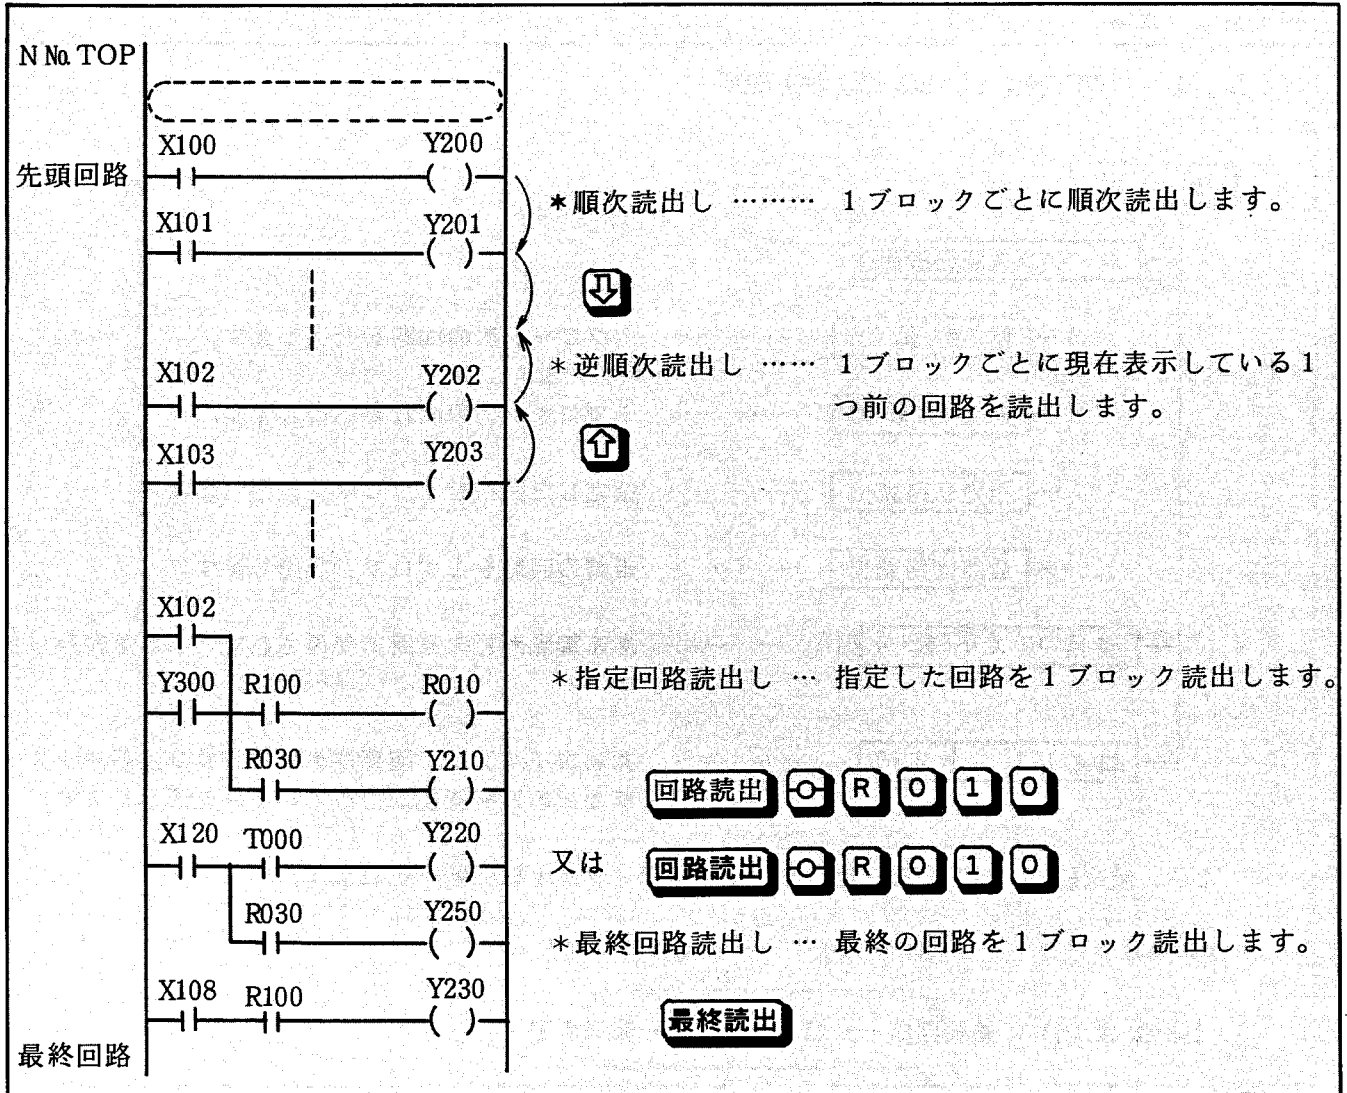 N№ TOP
X100 Y200
先頭回路
*順次読出し ……… 1ブロックごとに順次読出します。
X101 Y201
⇩
*逆順次読出し …… 1ブロックごとに現在表示している1
つ前の回路を読出します。
X102 Y202
⇧
X103 Y203
X102
*指定回路読出し … 指定した回路を1ブロック読出します。
Y300 R100 R010
R030 Y210
回路読出 R 0 1 0
X120 T000 Y220
又は 回路読出 R 0 1 0
R030 Y250
*最終回路読出し … 最終の回路を1ブロック読出します。
X108 R100 Y230
最終読出
最終回路